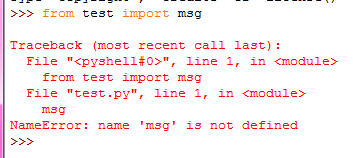 >>> from test import msg
Traceback (most recent call last):
File "<pyshell#0>", line 1, in <module>
from test import msg
File "test.py", line 1, in <module>
msg
NameError: name 'msg' is not defined
>>>